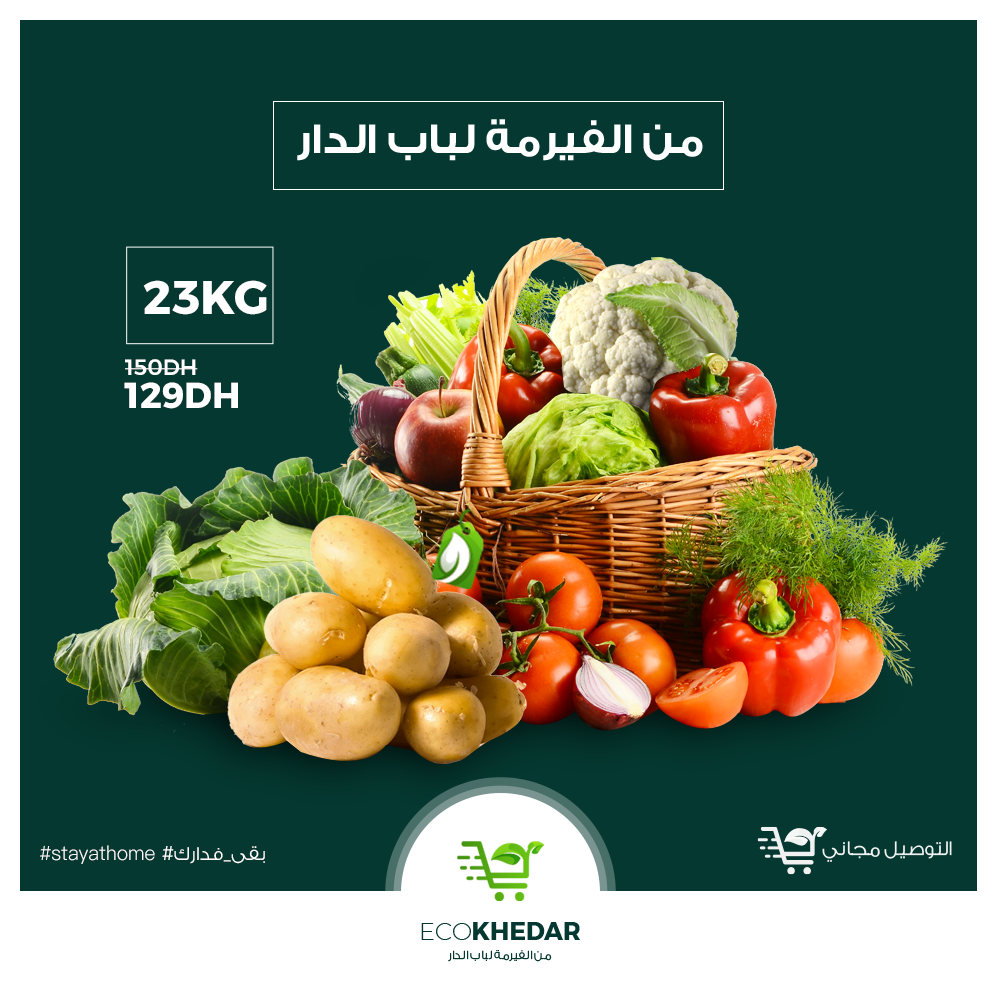 من الفيرمة لباب الدار
23KG
150DH
129DH
#stayathome #بقى_فدارك
التوصيل مجاني
ECOKHEDAR
من الفيرمة لباب الدار